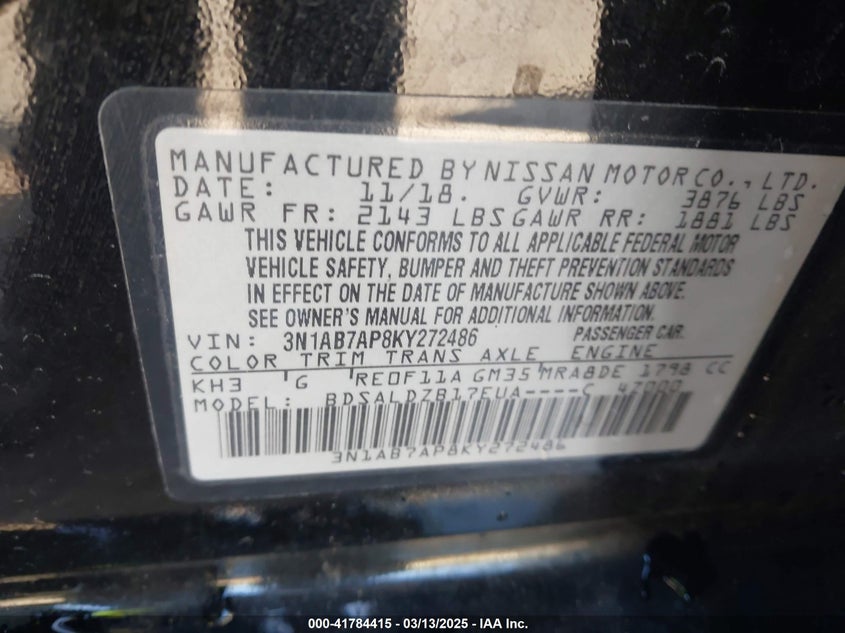 MANUFACTURED BY NISSAN MOTOR CO., LTD.
DATE: 11/18. GVWR: 3876 LBS
GAWR FR: 2143 LBS GAWR RR: 1881 LBS
THIS VEHICLE CONFORMS TO ALL APPLICABLE FEDERAL MOTOR
VEHICLE SAFETY, BUMPER AND THEFT PREVENTION STANDARDS
IN EFFECT ON THE DATE OF MANUFACTURE SHOWN ABOVE.
SEE OWNER'S MANUAL FOR ADDITIONAL INFORMATION.
VIN: 3N1AB7AP8KY272486 PASSENGER CAR.
COLOR TRIM TRANS AXLE ENGINE
KH3 G RE0F11A GM35 MRA8DE 1798 CC
MODEL: BDSALDZB17EUA----C 47000
3N1AB7AP8KY272486
000-41784415 - 03/13/2025 - IAA Inc.